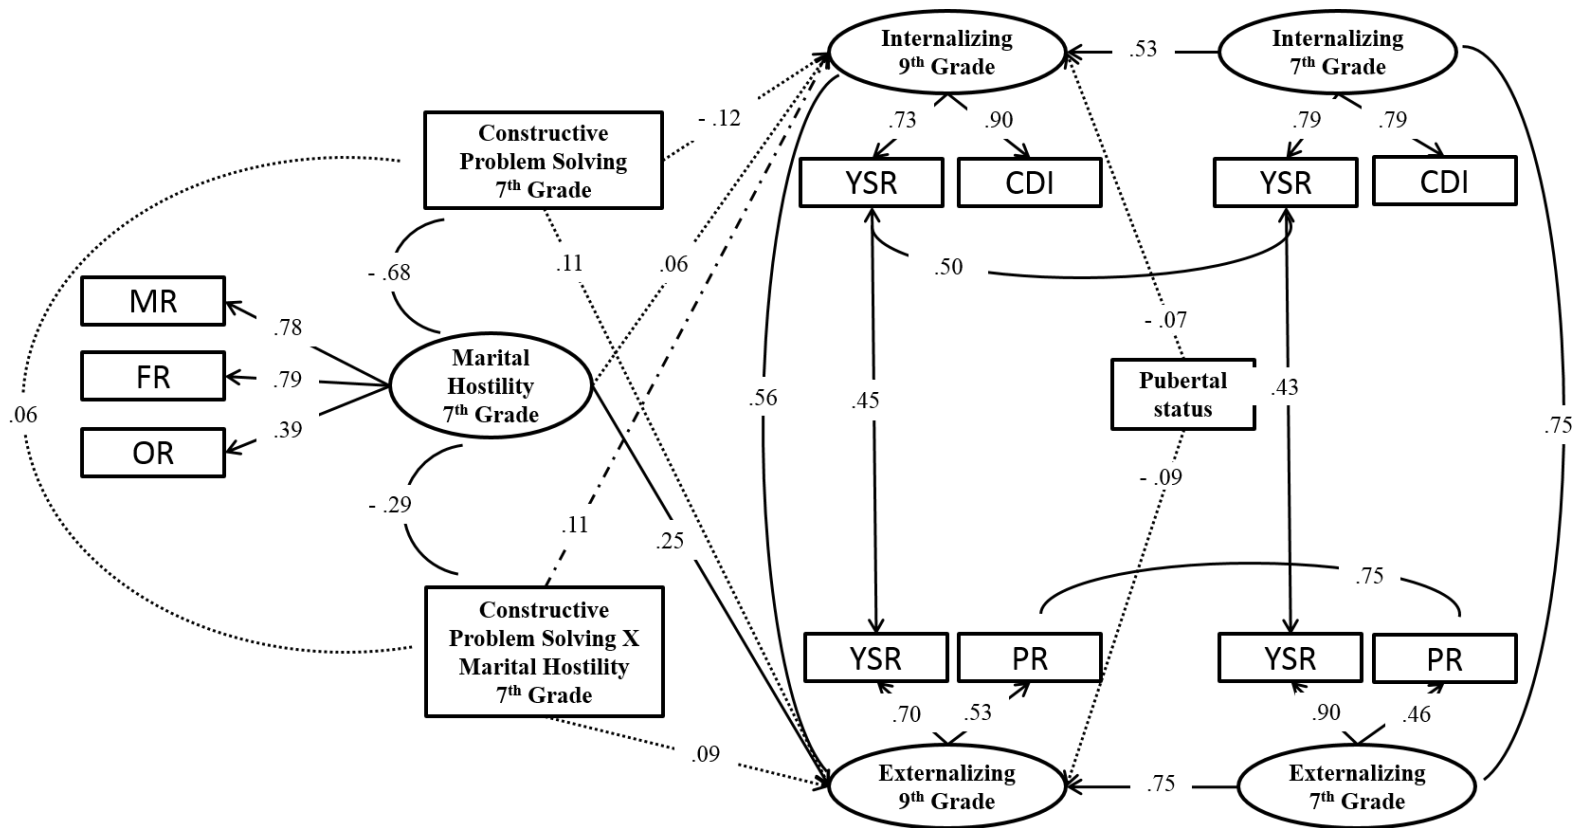 Internalizing
9th Grade
.53
Internalizing
7th Grade
- .12
.73
.90
.79
.79
Constructive
Problem Solving
7th Grade
YSR
CDI
YSR
CDI
- .68
.11
.06
.50
MR
.78
- .07
FR
.79
Marital
Hostility
7th Grade
.56
.45
Pubertal
status
.43
.06
.39
.75
OR
- .29
.11
.25
- .09
.75
Constructive
Problem Solving X
Marital Hostility
7th Grade
YSR
PR
YSR
PR
.70
.53
.90
.46
.09
Externalizing
9th Grade
.75
Externalizing
7th Grade